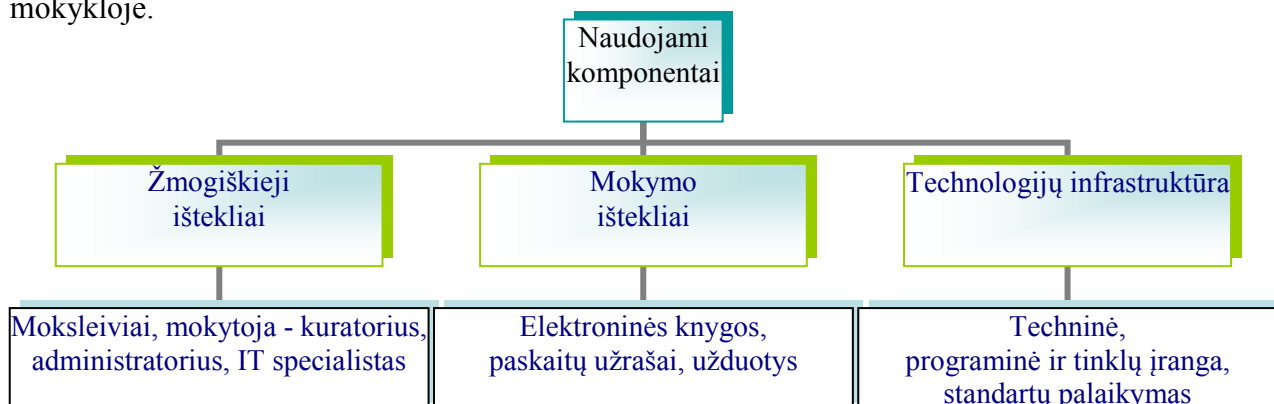 mokykloje.
Naudojami
komponentai
Žmogiškieji
ištekliai
Mokymo
ištekliai
Technologijų infrastruktūra
Moksleiviai, mokytoja - kuratorius,
administratorius, IT specialistas
Elektroninės knygos,
paskaitų užrašai, užduotys
Techninė,
programinė ir tinklų įranga,
standartų palaikymas